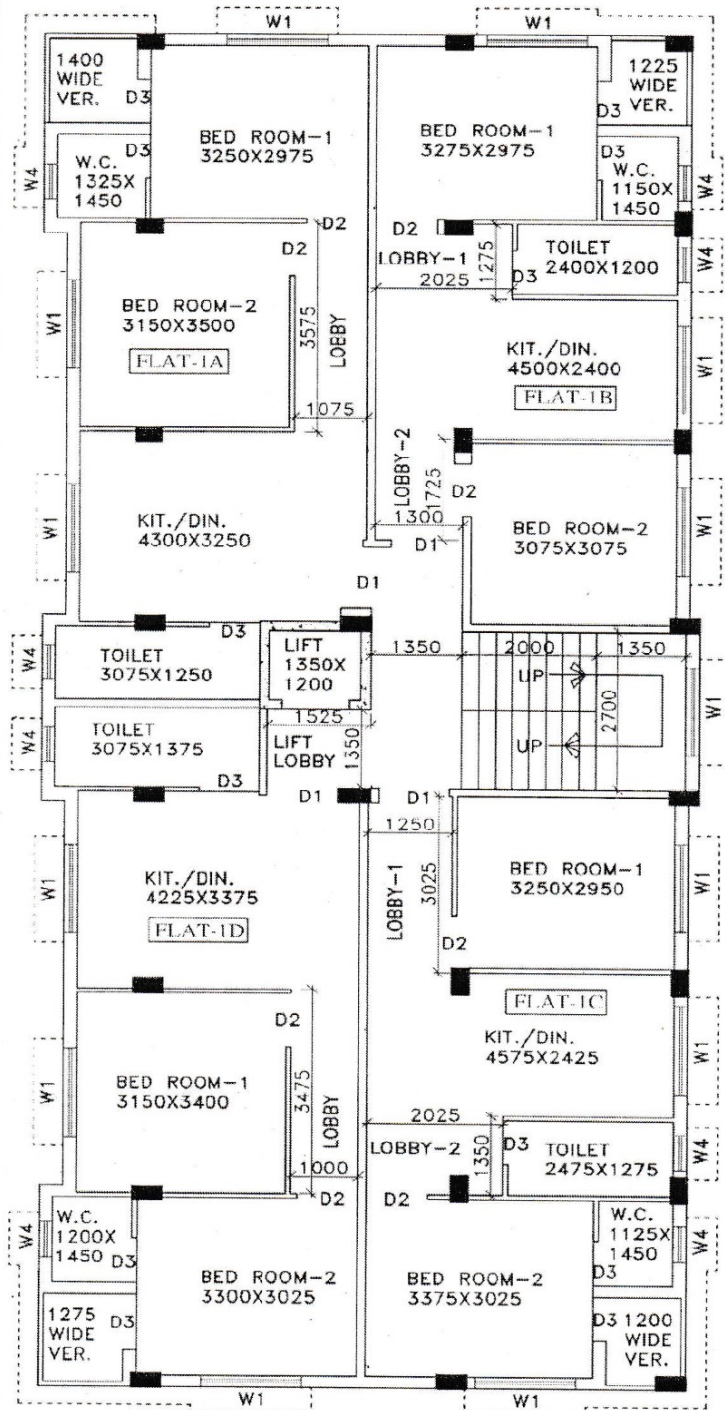 W1
W1
1400
WIDE
VER.
D3
1225
WIDE
VER.
D3
BED ROOM-1
3250X2975
BED ROOM-1
3275X2975
D3
W.C.
1325X
1450
W4
D3
W.C.
1150X
1450
W4
D2
D2
D2
LOBBY-1
1275
2025
TOILET
2400X1200
D3
W4
BED ROOM-2
3150X3500
FLAT-1A
W1
3575
LOBBY
1075
KIT./DIN.
4500X2400
FLAT-1B
W1
LOBBY-2
1725
D2
1300
D1
KIT./DIN.
4300X3250
W1
BED ROOM-2
3075X3075
W1
D1
D3
TOILET
3075X1250
W4
LIFT
1350X
1200
1350
2000
1350
UP
UP
2700
W1
1525
TOILET
3075X1375
W4
D3
LIFT
LOBBY
1350
D1
D1
1250
KIT./DIN.
4225X3375
FLAT-1D
W1
LOBBY-1
3025
BED ROOM-1
3250X2950
W1
D2
D2
FLAT-1C
KIT./DIN.
4575X2425
W1
BED ROOM-1
3150X3400
W1
3475
LOBBY
1000
2025
LOBBY-2
1350
D3
TOILET
2475X1275
W4
D2
D2
W.C.
1200X
1450
D3
W4
W.C.
1125X
1450
D3
W4
BED ROOM-2
3300X3025
BED ROOM-2
3375X3025
1275
WIDE
VER.
D3
D3
1200
WIDE
VER.
W1
W1